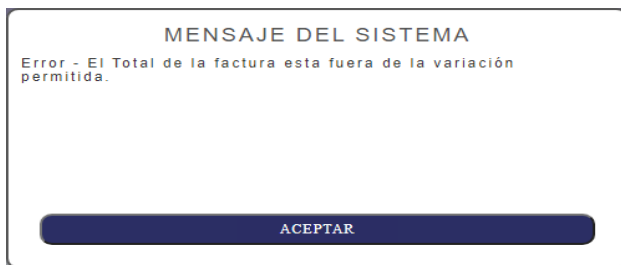 MENSAJE DEL SISTEMA
Error - El Total de la factura esta fuera de la variación
permitida.
ACEPTAR